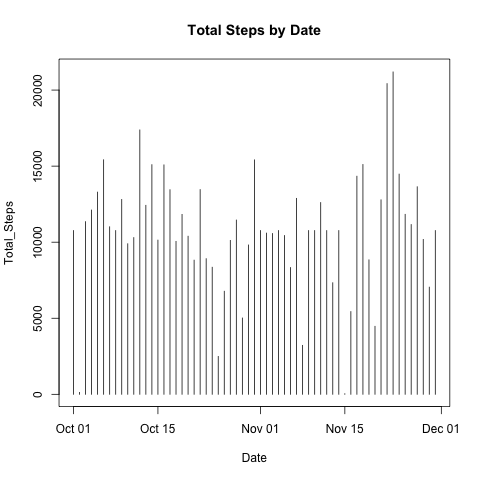 Total Steps by Date
Total_Steps
20000
15000
10000
5000
0
Oct 01 Oct 15 Nov 01 Nov 15 Dec 01
Date